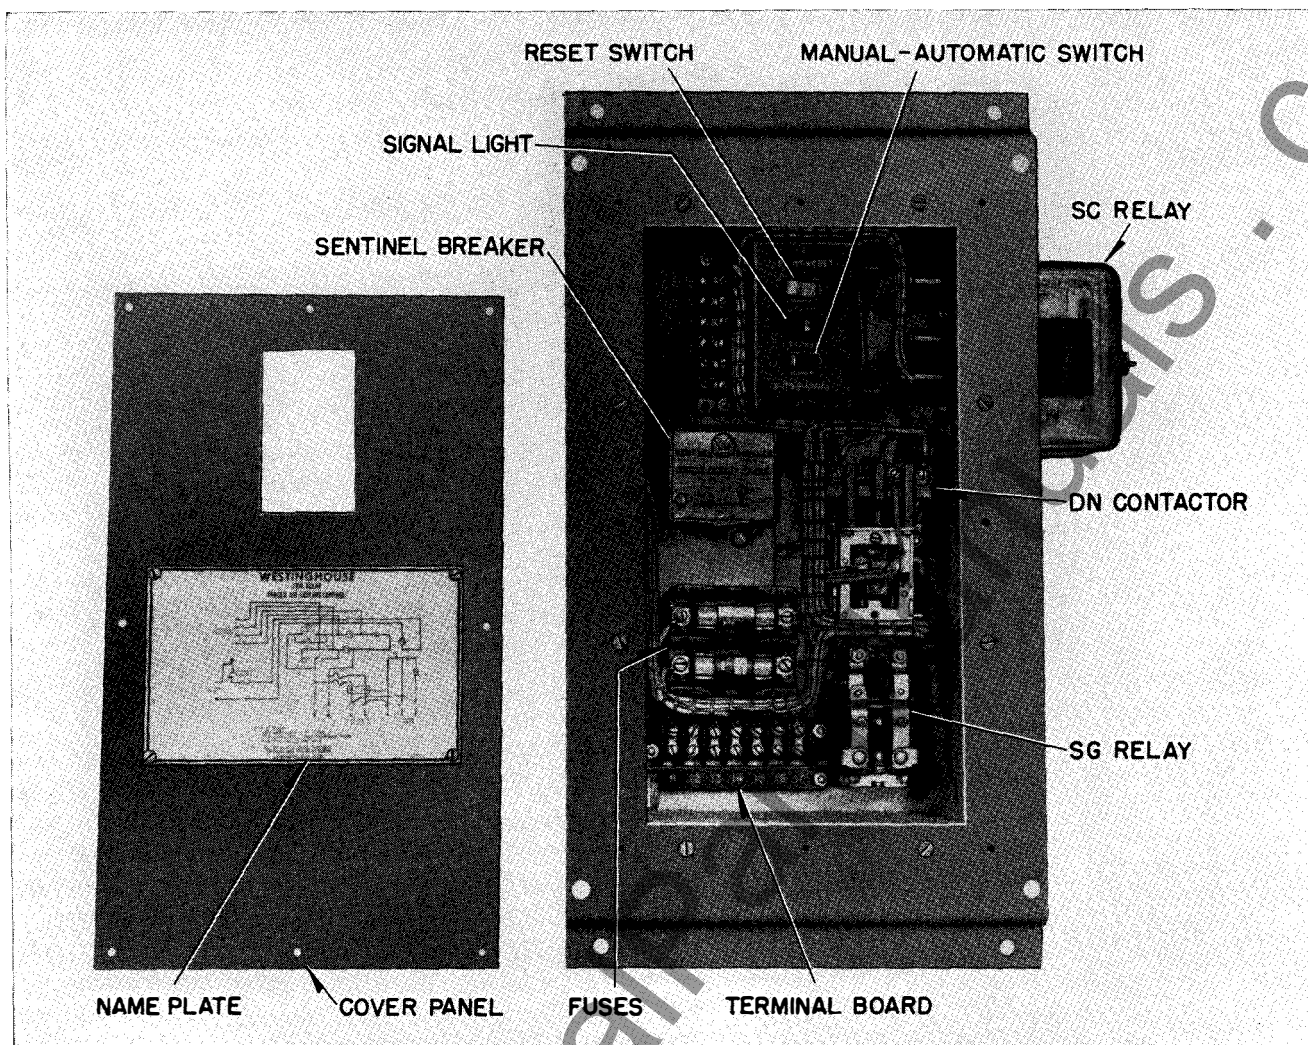 RESET SWITCH
MANUAL-AUTOMATIC SWITCH
SIGNAL LIGHT
SC RELAY
SENTINEL BREAKER
DN CONTACTOR
WESTINGHOUSE
SG RELAY
NAME PLATE
COVER PANEL
FUSES
TERMINAL BOARD